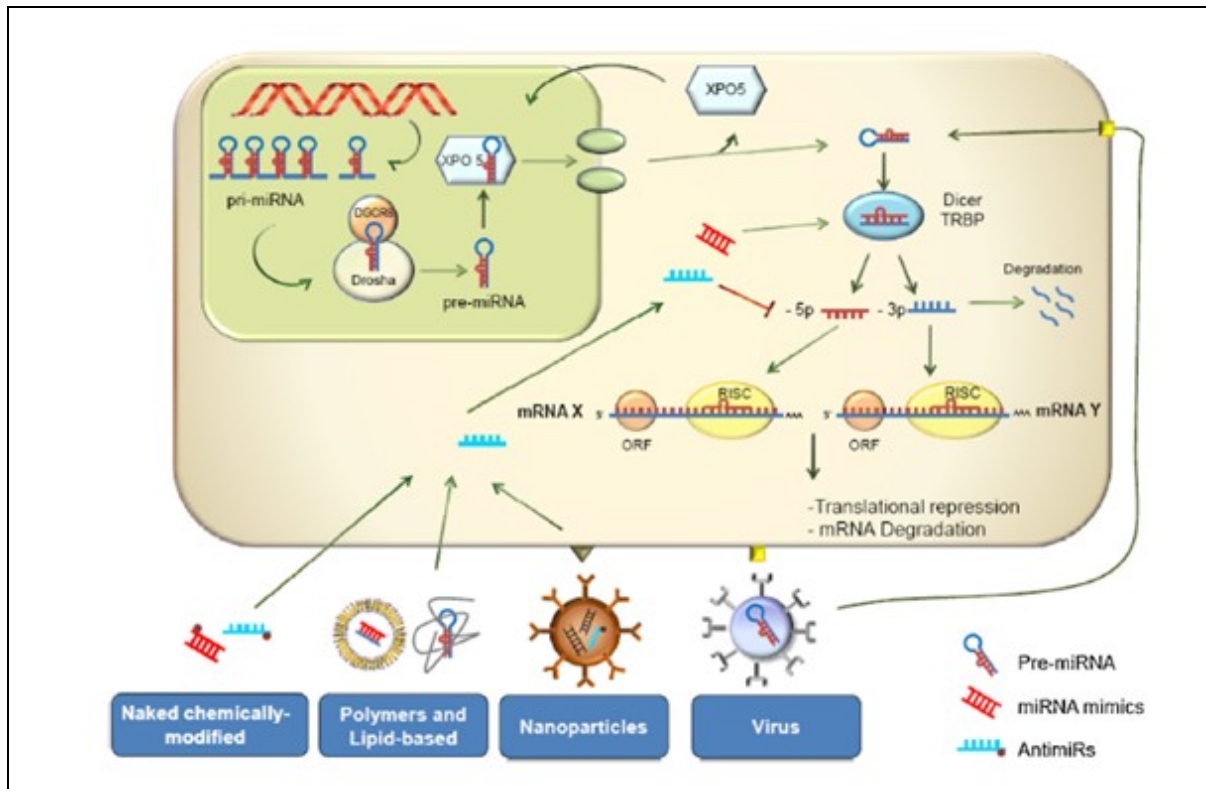 XPO5
XPO 5
pri-miRNA
DGCR8
Drosha
pre-miRNA
Dicer
TRBP
Degradation
- 5p
- 3p
mRNA X
5'
RISC
AAA
ORF
5'
RISC
AAA
mRNA Y
ORF
-Translational repression
- mRNA Degradation
Naked chemically-
modified
Polymers and
Lipid-based
Nanoparticles
Virus
Pre-miRNA
miRNA mimics
AntimiRs